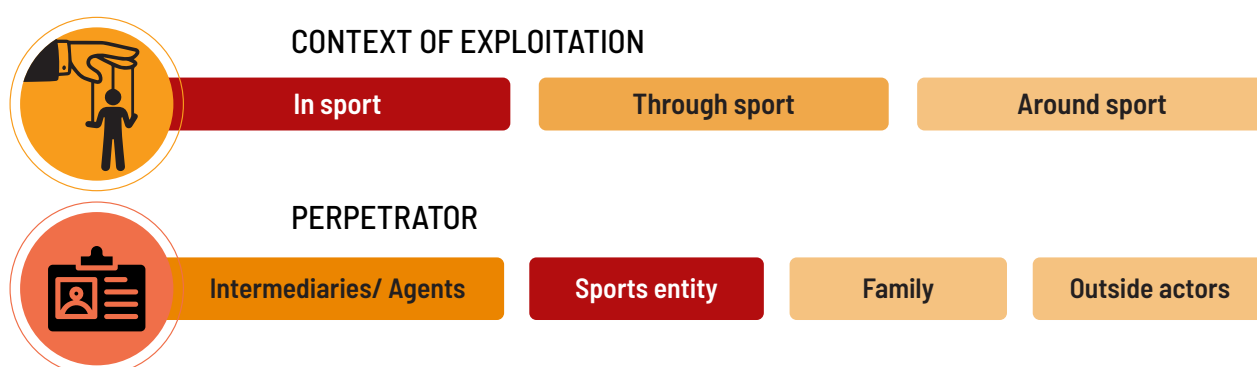 CONTEXT OF EXPLOITATION
In sport Through sport Around sport
PERPETRATOR
Intermediaries/ Agents Sports entity Family Outside actors